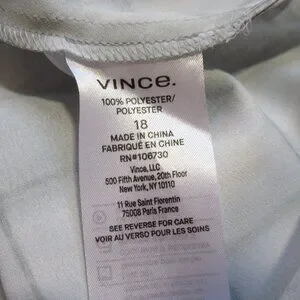 VINCE.
100% POLYESTER/
POLYESTER
18
MADE IN CHINA
FABRIQUÉ EN CHINE
RN#106730
Vince, LLC
500 Fifth Avenue, 20th Floor
New York, NY 10110
11 Rue Saint Florentin
75008 Paris France
SEE REVERSE FOR CARE
VOIR AU VERSO POUR LES SOINS